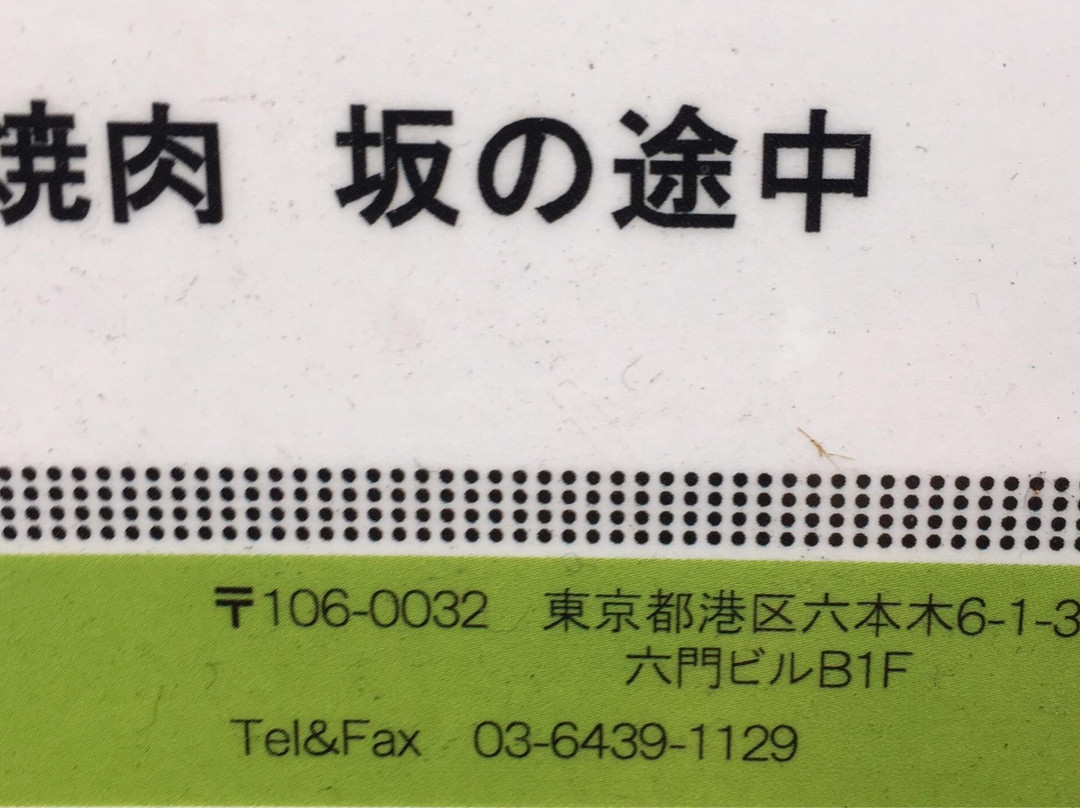 焼肉 坂の途中
〒106-0032 東京都港区六本木6-1-3
六門ビルB1F
Tel&Fax 03-6439-1129